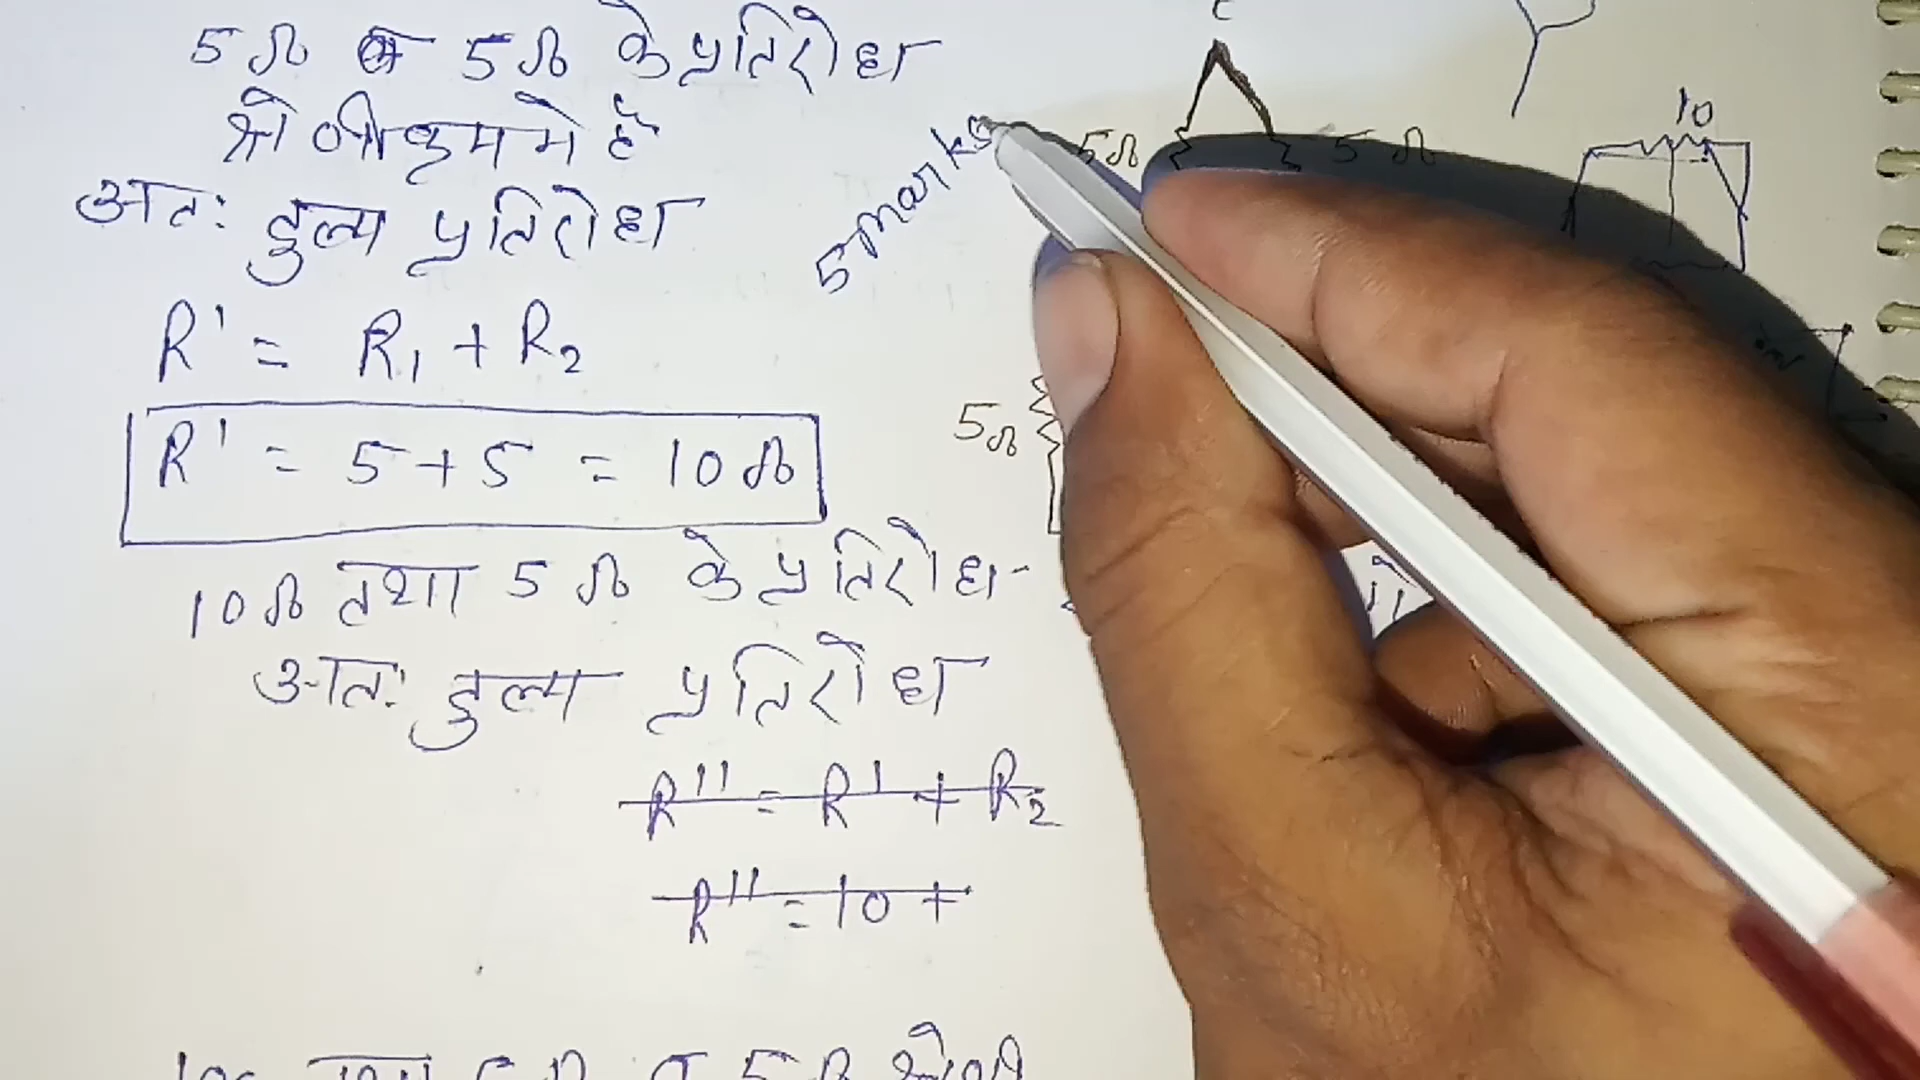 5Ω व 5Ω के प्रतिरोध
श्रेणीक्रम मे है
अतः तुल्य प्रतिरोध
R' = R1 + R2
R' = 5+5 = 10Ω
10Ω तथा 5Ω के प्रतिरोध
अतः तुल्य प्रतिरोध
R'' = R' + R2
R'' = 10 +
5 marks
C
5Ω
5Ω
5Ω
10